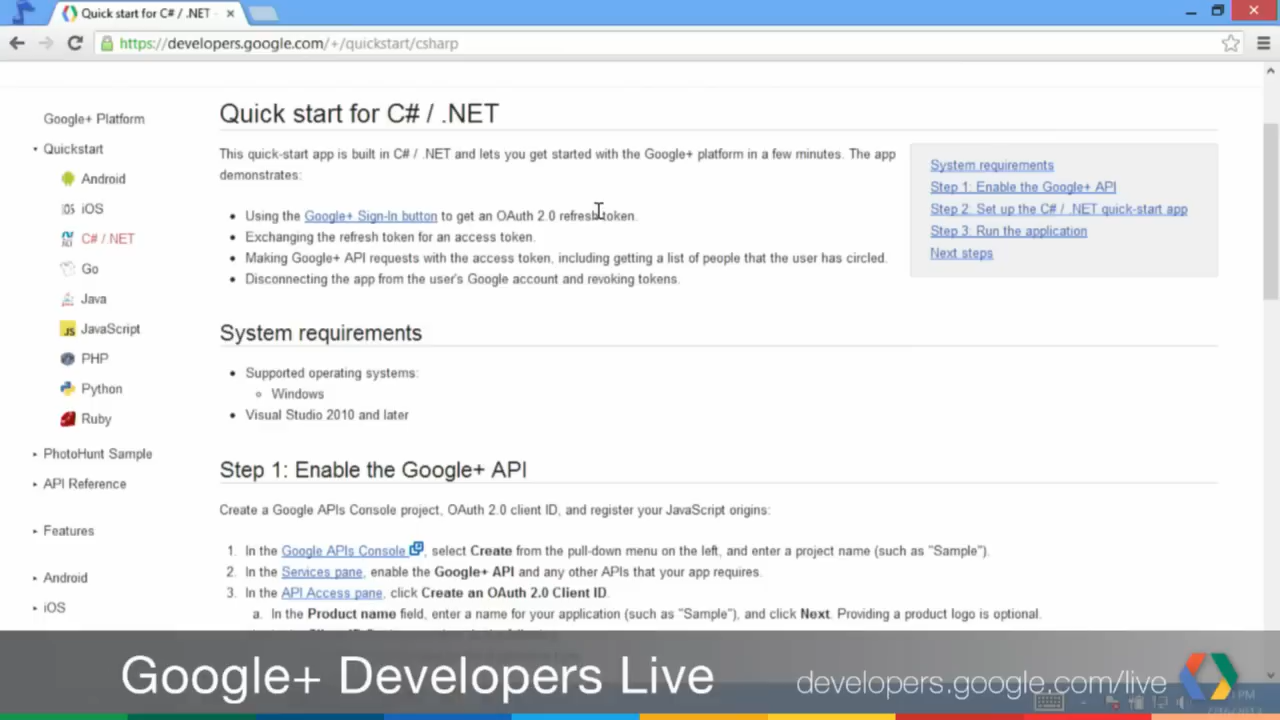 Quick start for C# / .NET
https://developers.google.com/+/quickstart/csharp
Google+ Platform
Quickstart
Android
iOS
C# / .NET
Go
Java
JavaScript
PHP
Python
Ruby
PhotoHunt Sample
API Reference
Features
Android
iOS
Quick start for C# / .NET
This quick-start app is built in C# / .NET and lets you get started with the Google+ platform in a few minutes. The app
demonstrates:
Using the Google+ Sign-In button to get an OAuth 2.0 refresh token.
Exchanging the refresh token for an access token.
Making Google+ API requests with the access token, including getting a list of people that the user has circled.
Disconnecting the app from the user's Google account and revoking tokens.
System requirements
Step 1: Enable the Google+ API
Step 2: Set up the C# / .NET quick-start app
Step 3: Run the application
Next steps
System requirements
Supported operating systems:
Windows
Visual Studio 2010 and later
Step 1: Enable the Google+ API
Create a Google APIs Console project, OAuth 2.0 client ID, and register your JavaScript origins:
1. In the Google APIs Console , select Create from the pull-down menu on the left, and enter a project name (such as "Sample").
2. In the Services pane, enable the Google+ API and any other APIs that your app requires.
3. In the API Access pane, click Create an OAuth 2.0 Client ID.
a. In the Product name field, enter a name for your application (such as "Sample"), and click Next. Providing a product logo is optional.
Google+ Developers Live
developers.google.com/live